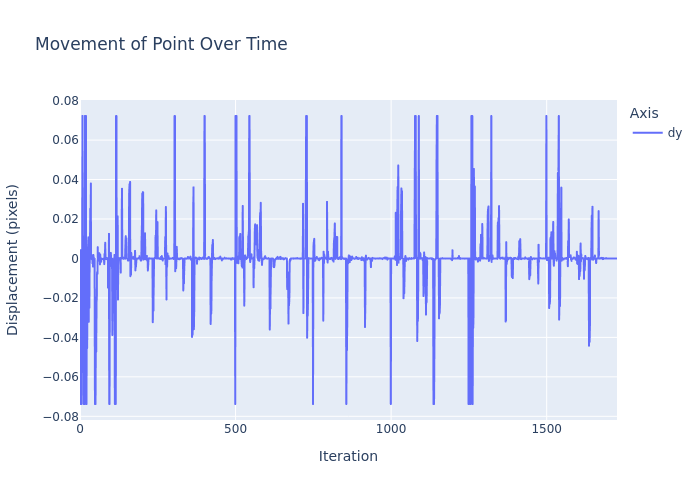 Movement of Point Over Time
Axis
dy
Displacement (pixels)
0.08
0.06
0.04
0.02
0
−0.02
−0.04
−0.06
−0.08
0
500
1000
1500
Iteration